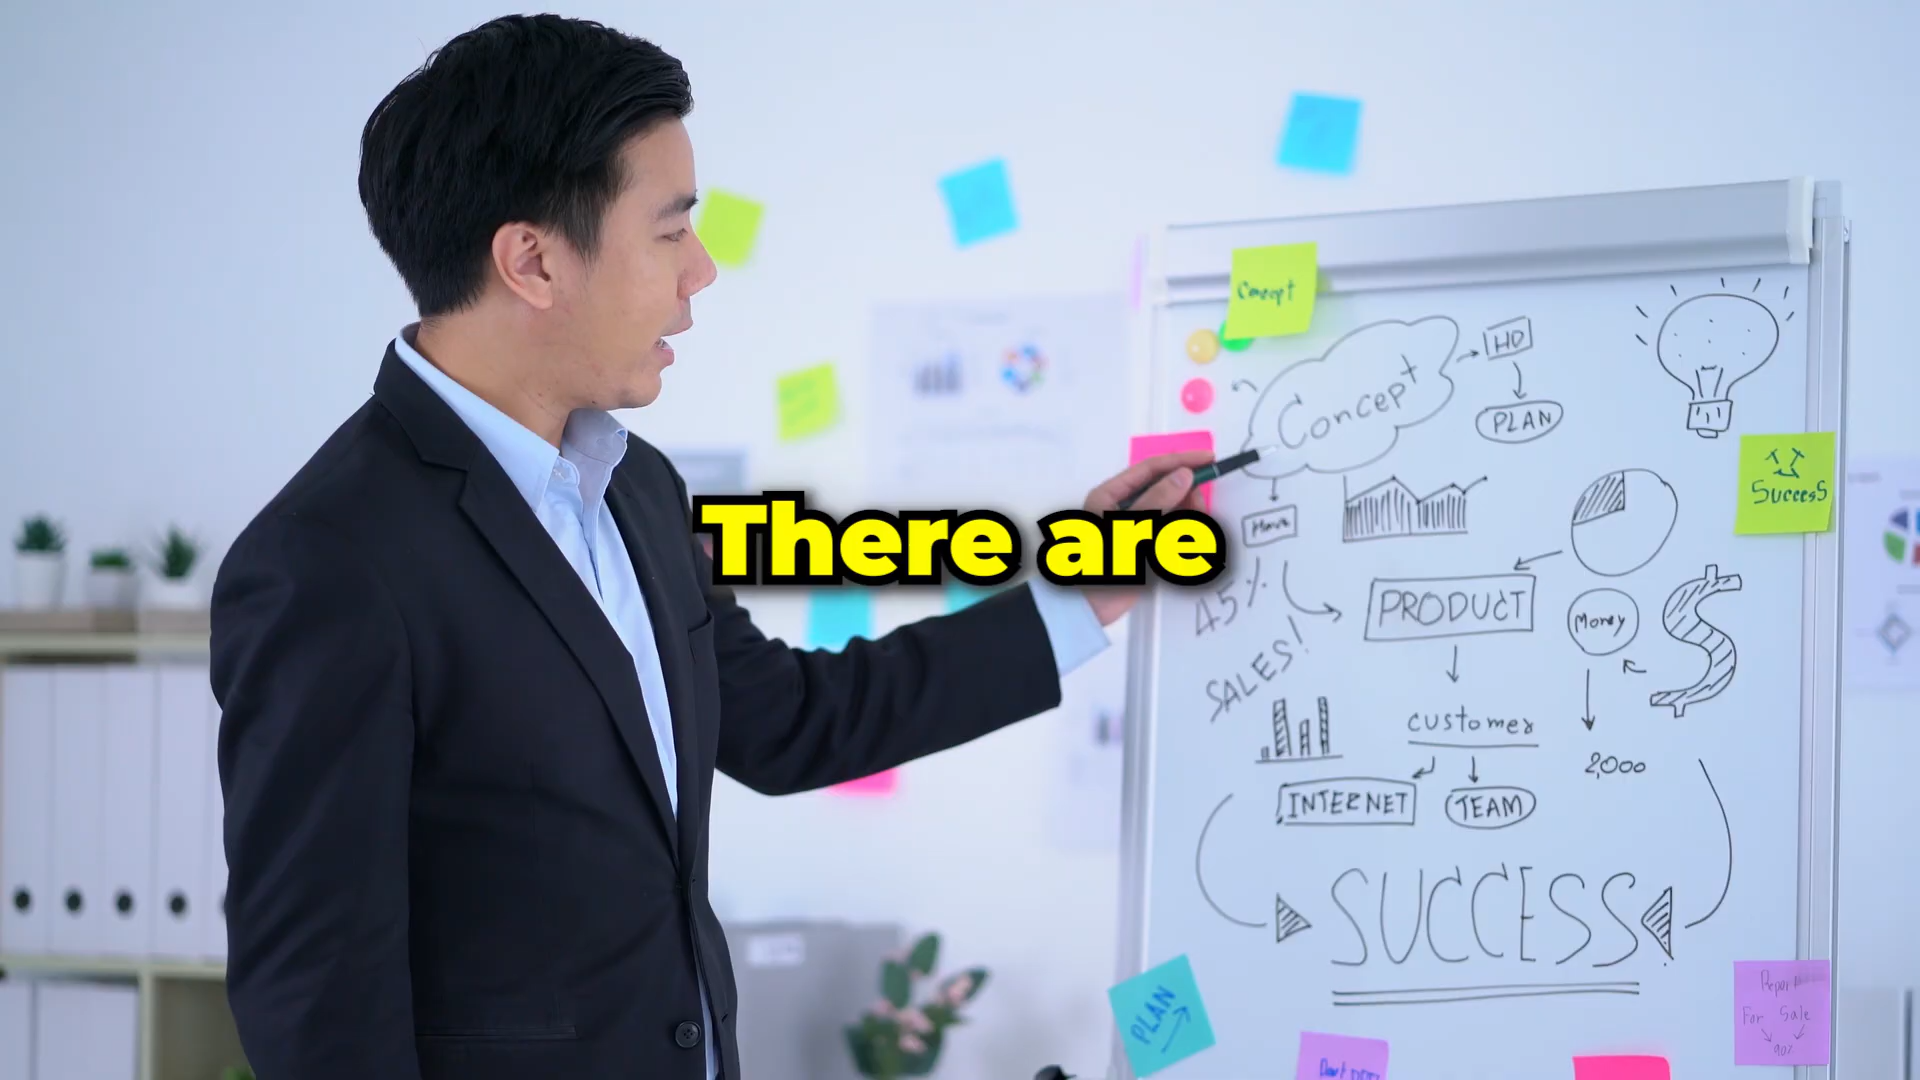 Concept
Concept
HD
PLAN
Success
There are
45%
SALES!
PRODUCT
Money
customer
2,000
INTERNET
TEAM
SUCCESS
PLAN
For Sale